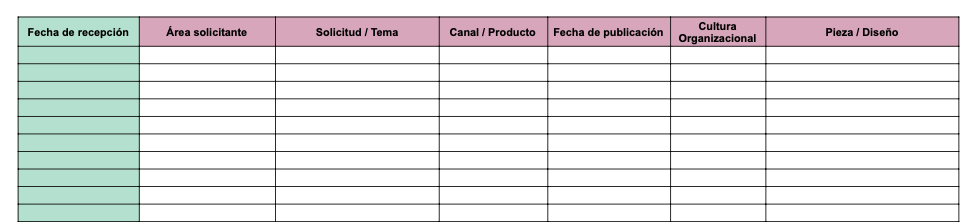 Fecha de recepción
Área solicitante
Solicitud / Tema
Canal / Producto
Fecha de publicación
Cultura
Organizacional
Pieza / Diseño